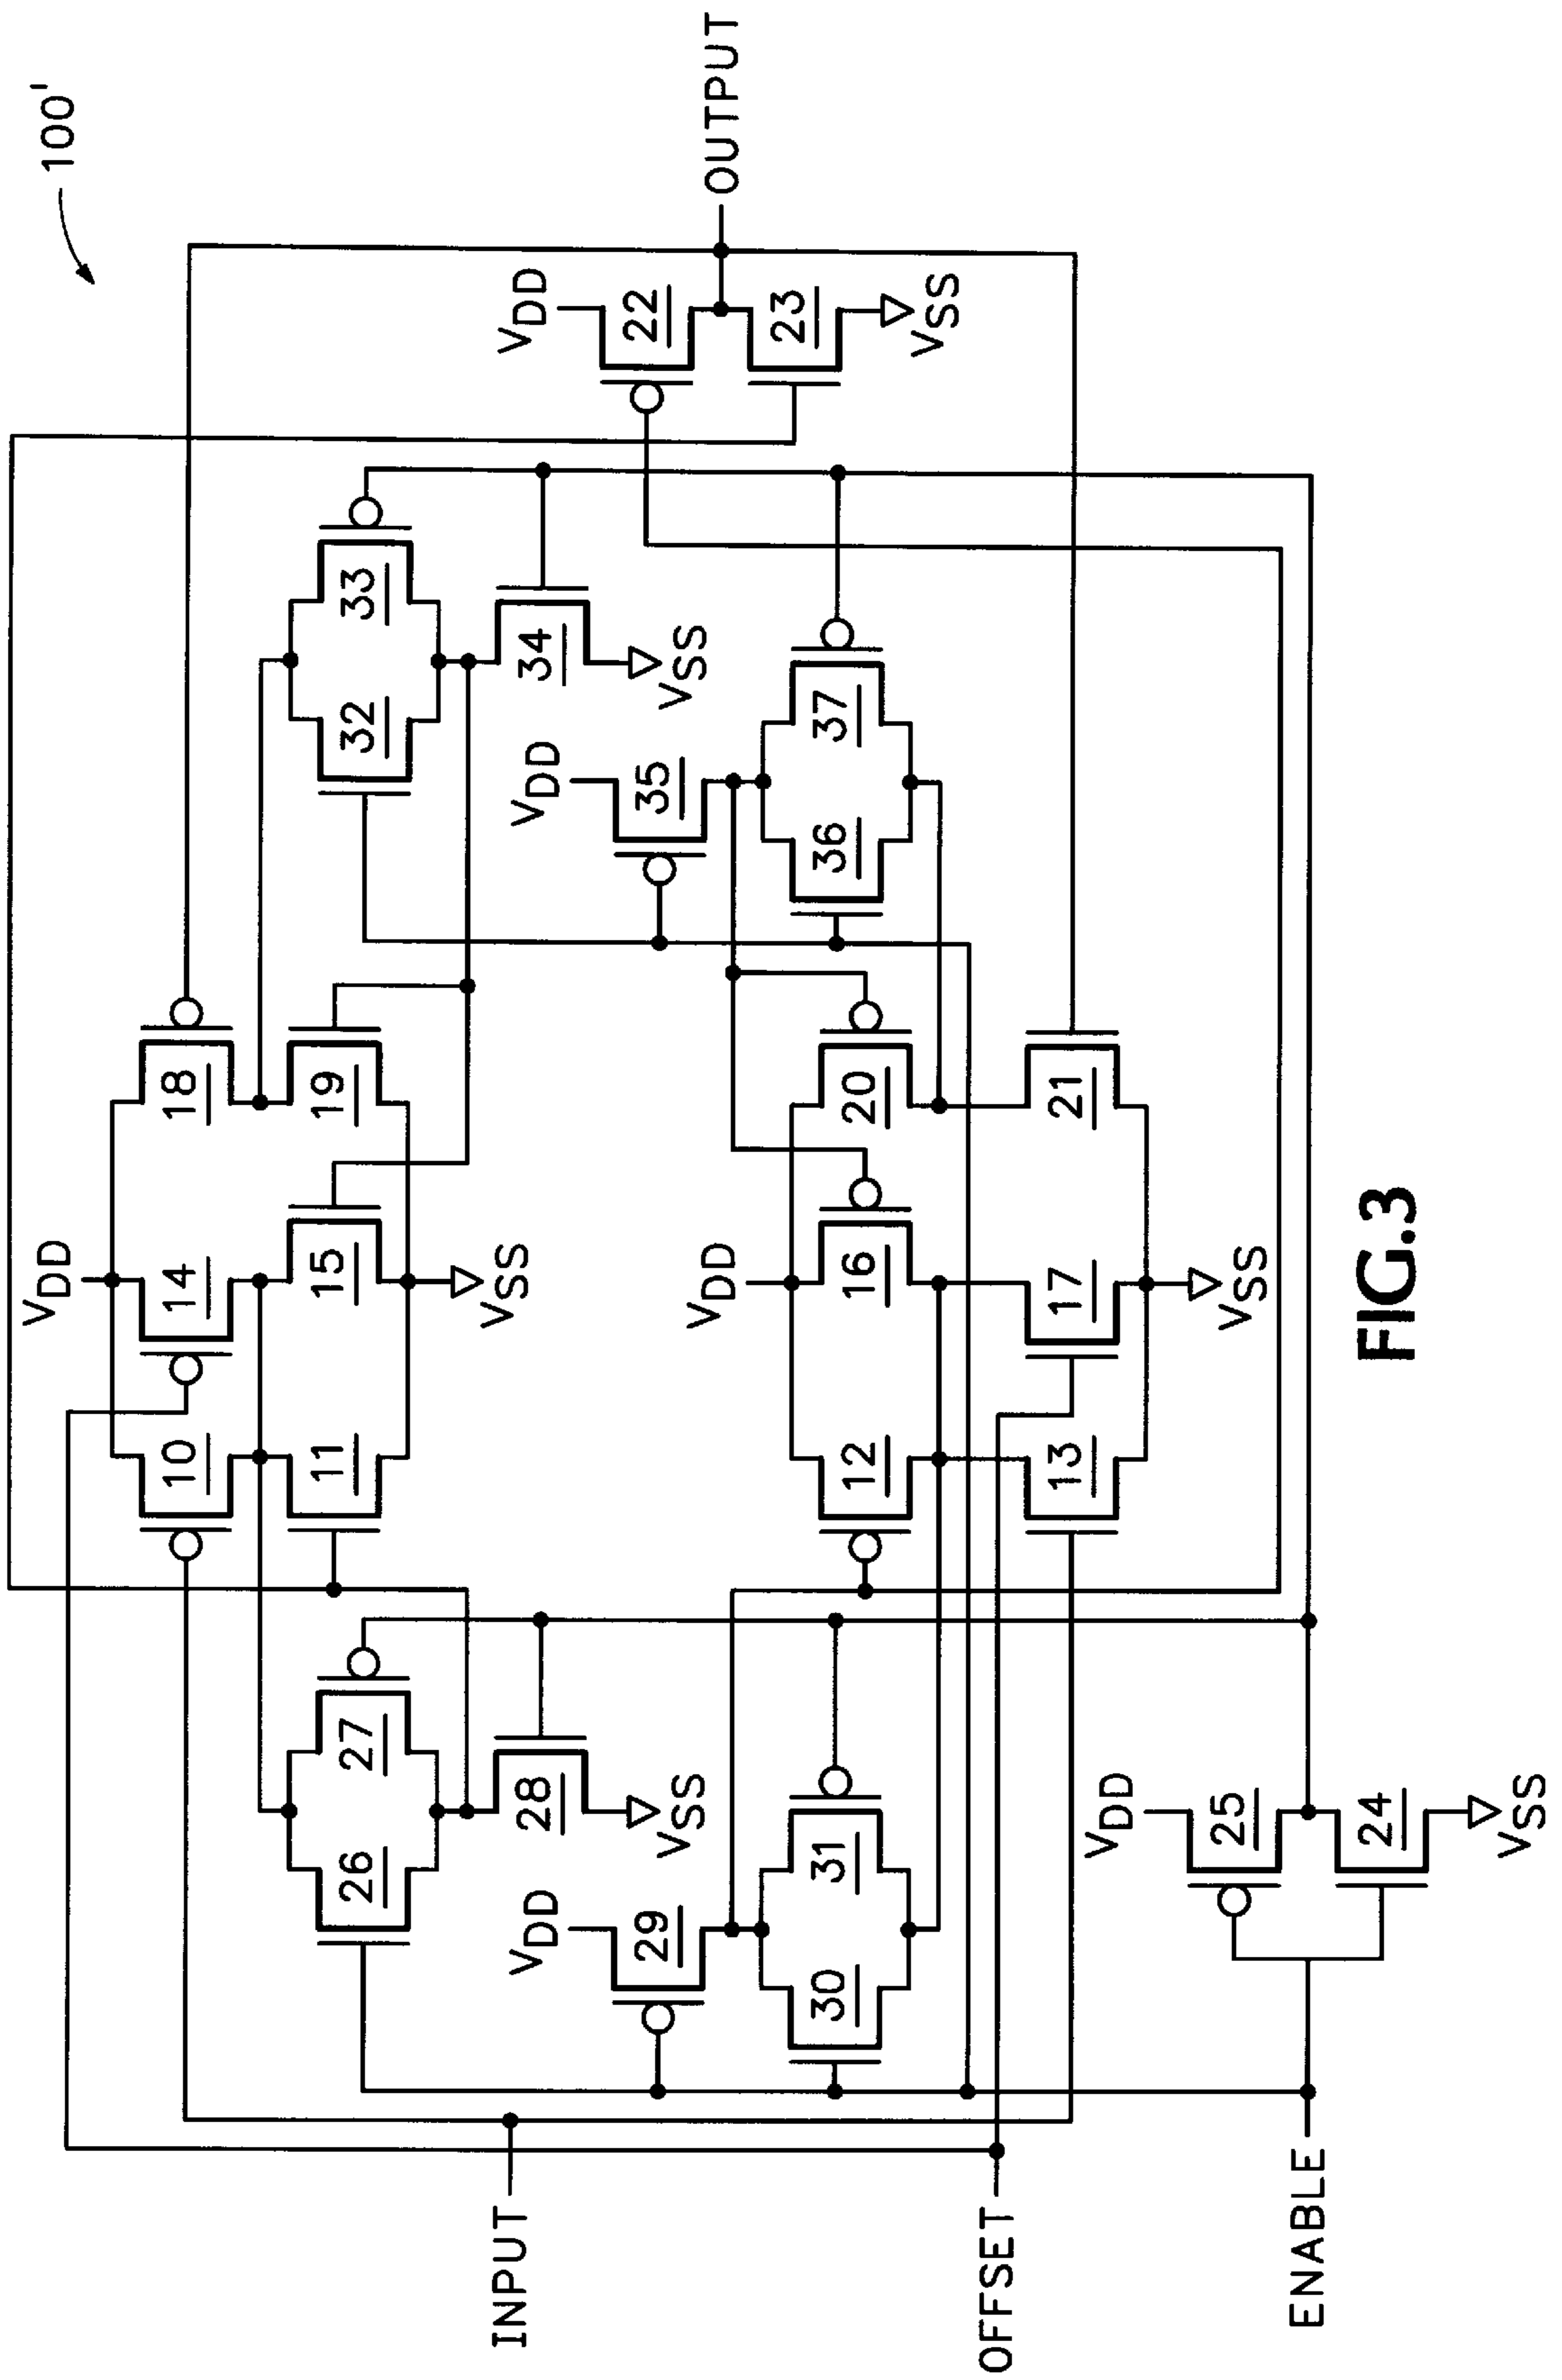 100'
VDD
VDD
10
14
18
26
27
11
15
19
32
33
VSS
INPUT
28
34
VDD
22
OUTPUT
VSS
VSS
VDD
29
VDD
35
23
VDD
VSS
30
31
12
16
20
36
37
OFFSET
13
17
21
VDD
VSS
25
ENABLE
24
VSS
FIG.3